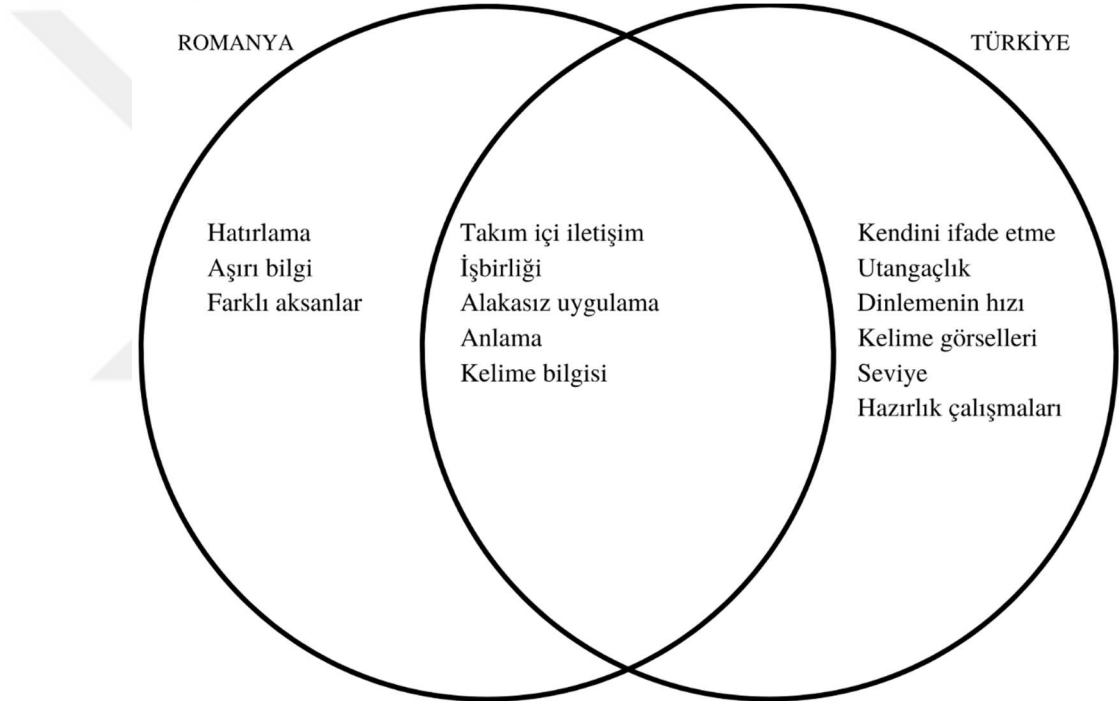 ROMANYA
TÜRKİYE
Hatırlama
Aşırı bilgi
Farklı aksanlar
Takım içi iletişim
İşbirliği
Alakasız uygulama
Anlama
Kelime bilgisi
Kendini ifade etme
Utangaçlık
Dinlemenin hızı
Kelime görselleri
Seviye
Hazırlık çalışmaları